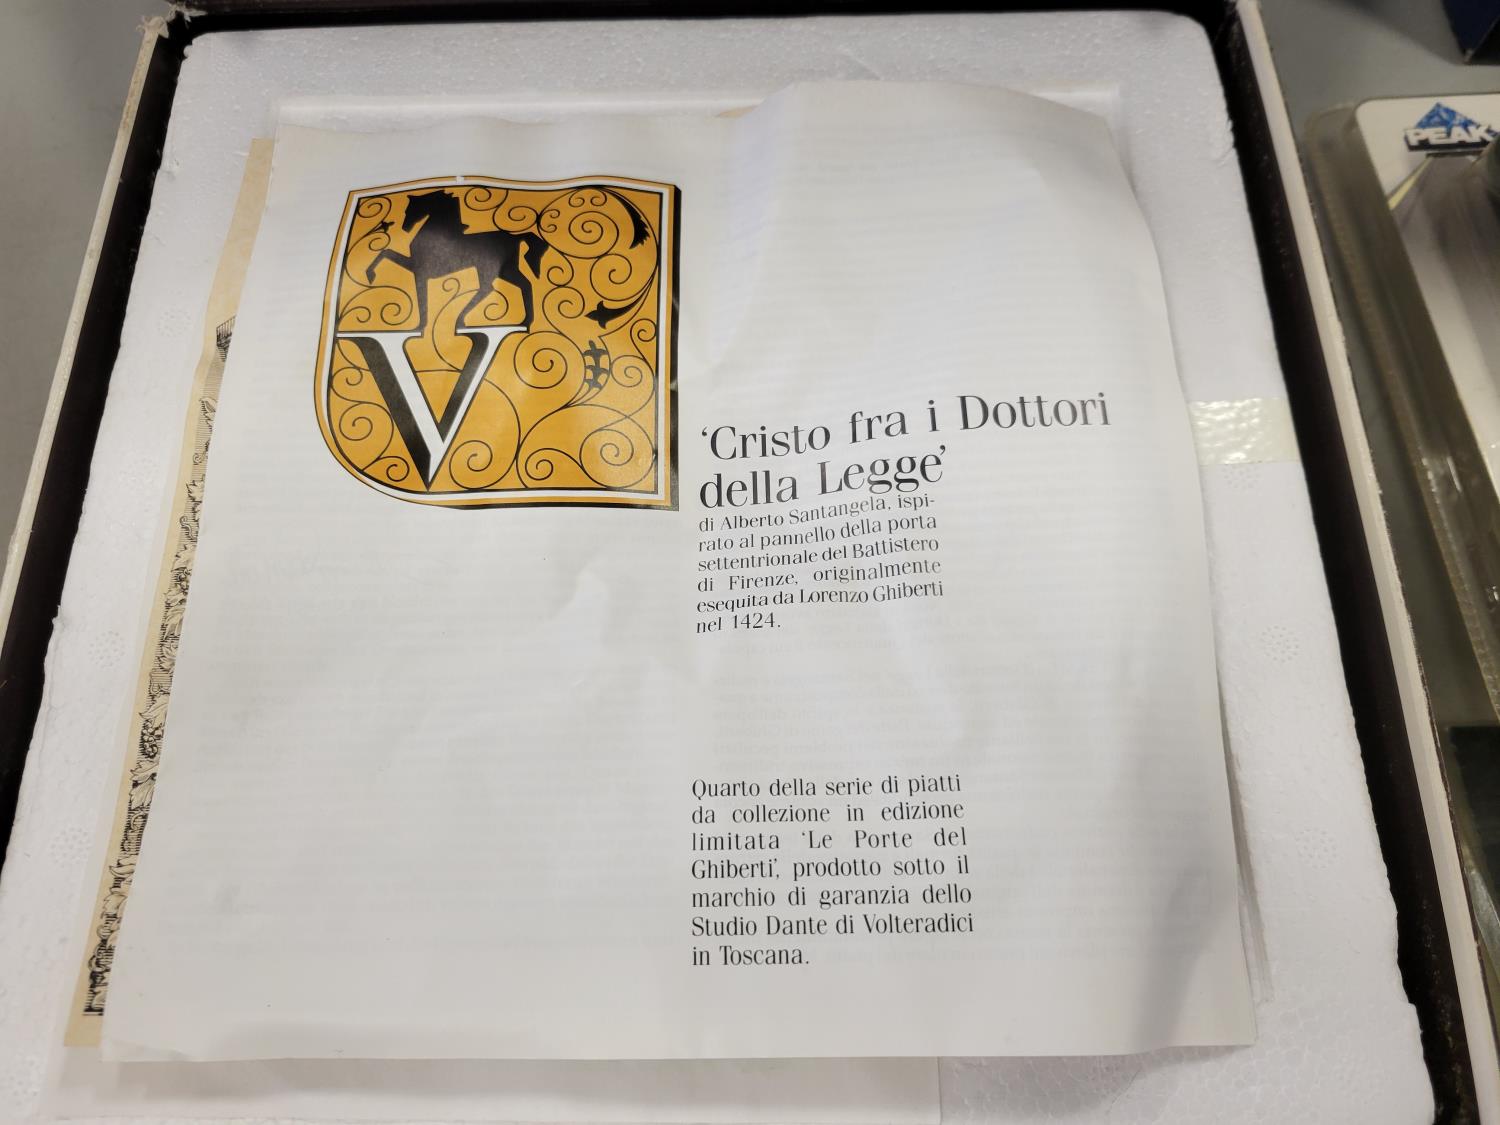 PEAK
V
‘Cristo fra i Dottori
della Legge’
di Alberto Santangela, ispi-
rato al pannello della porta
settentrionale del Battistero
di Firenze, originalmente
esequita da Lorenzo Ghiberti
nel 1424.
Quarto della serie di piatti
da collezione in edizione
limitata ‘Le Porte del
Ghiberti’, prodotto sotto il
marchio di garanzia dello
Studio Dante di Volteradici
in Toscana.